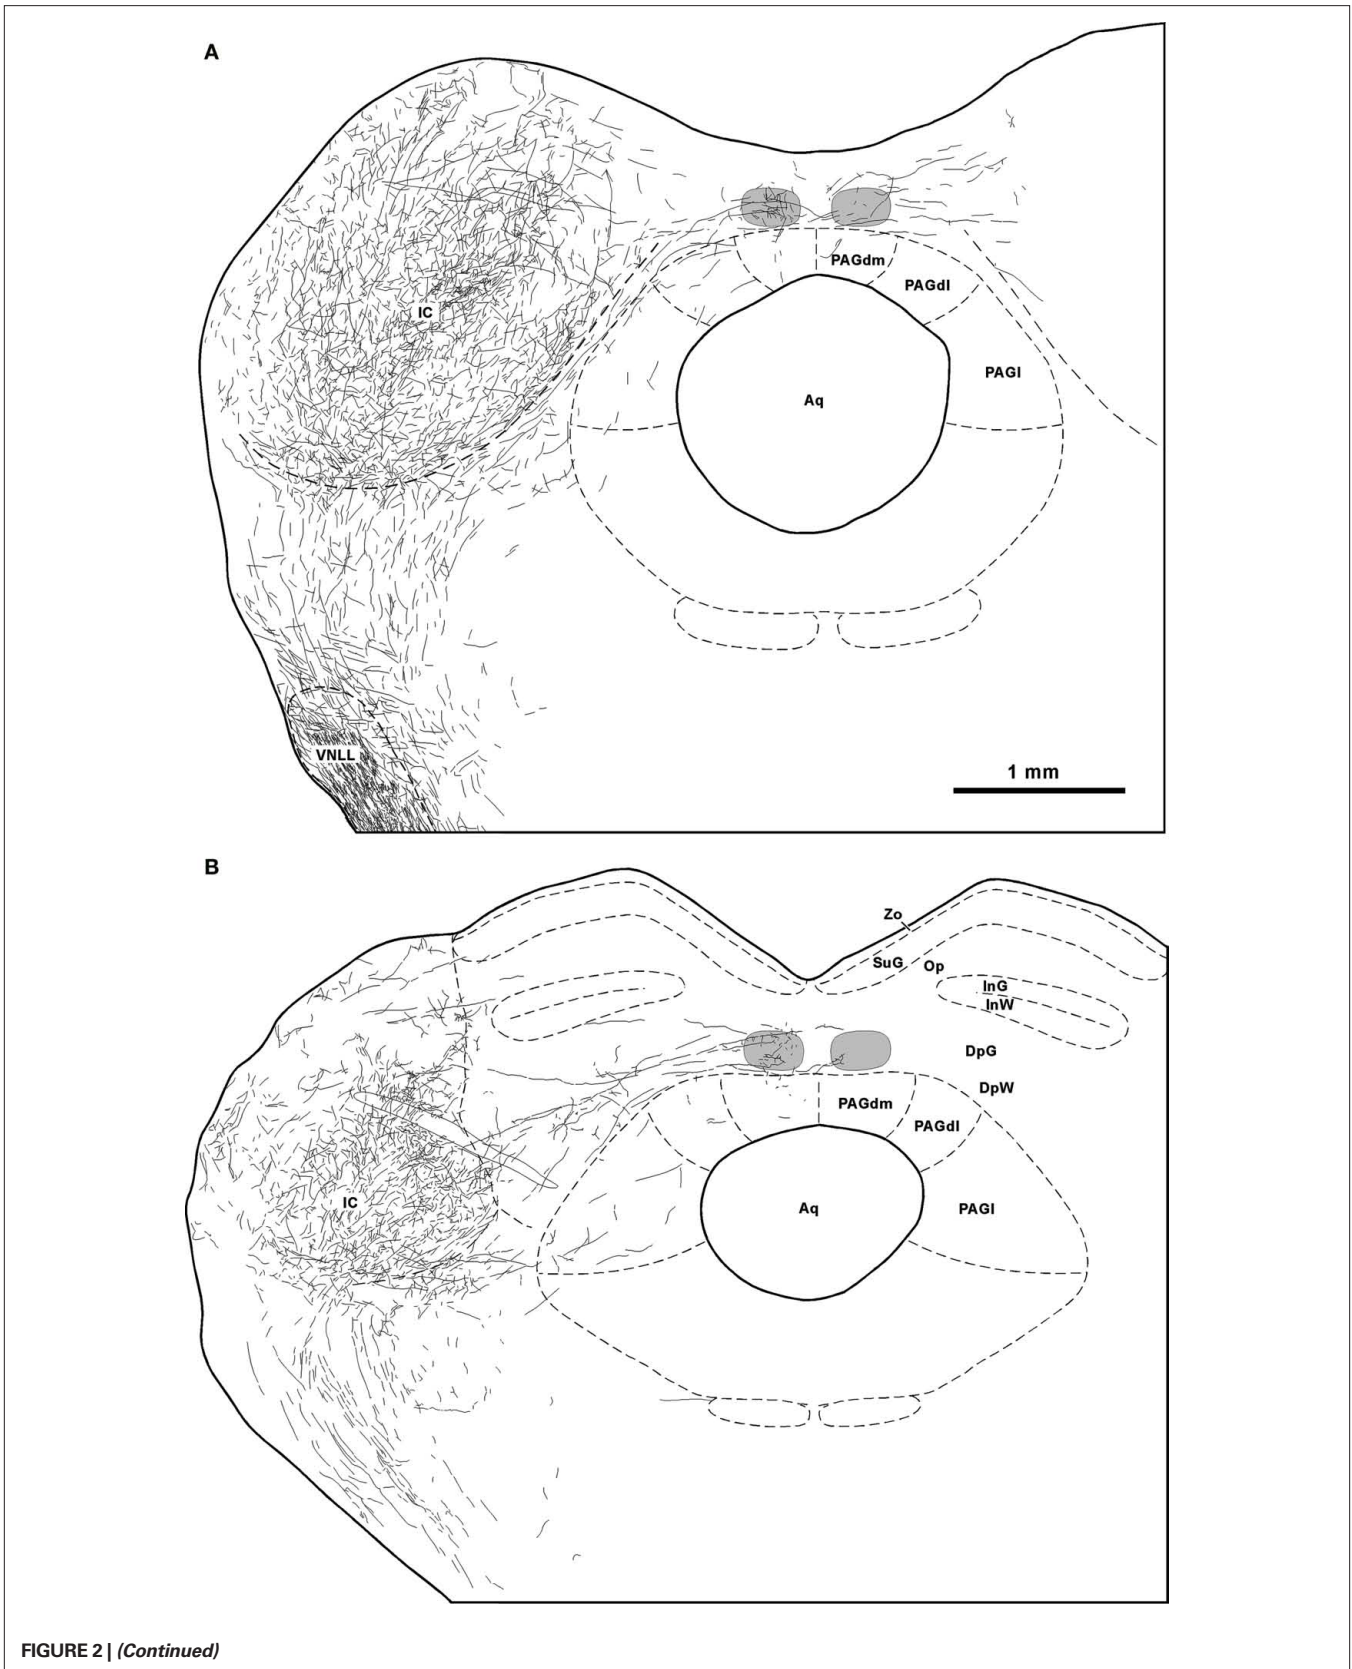 A
IC
PAGdm
PAGdl
PAGl
Aq
VNLL
1 mm
B
Zo
SuG
Op
InG
InW
DpG
DpW
PAGdm
PAGdl
IC
Aq
PAGl
FIGURE 2 | (Continued)